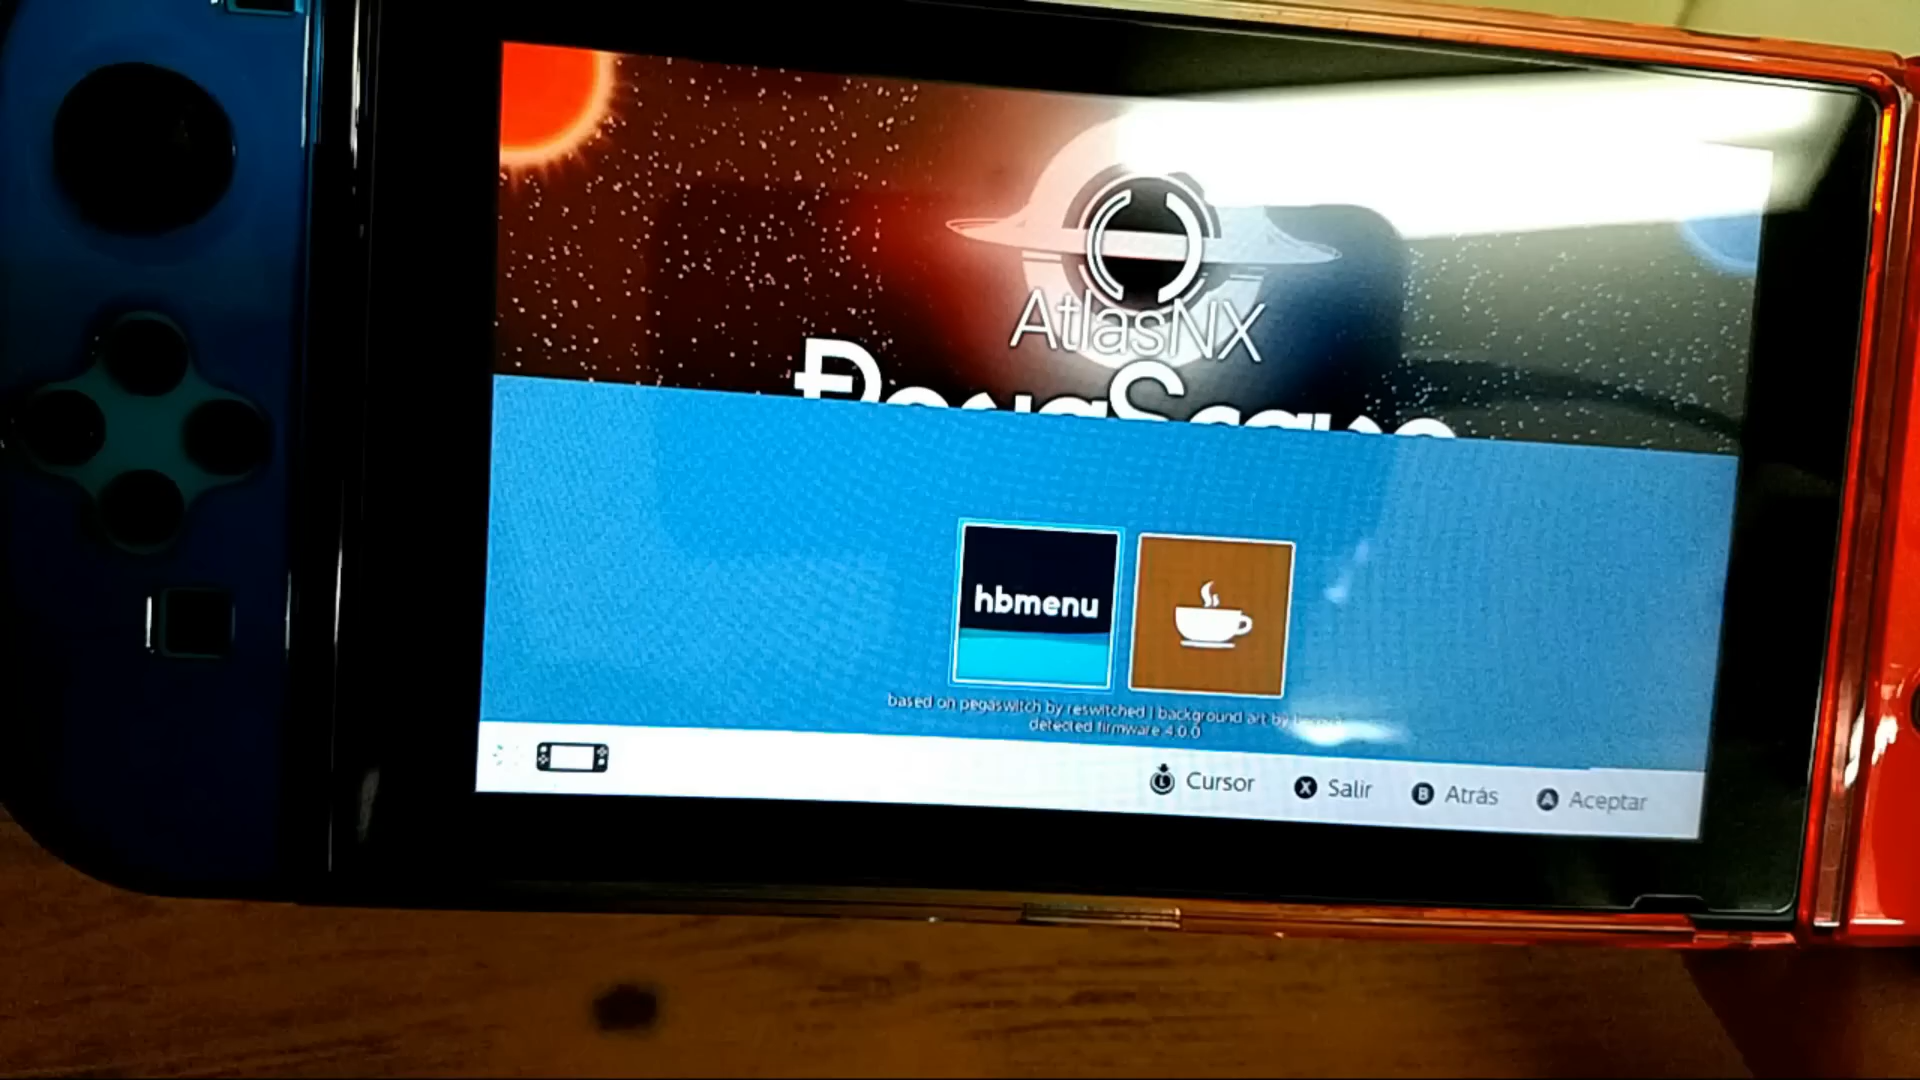 AtlasNX
hbmenu
based on pegaswitch by reswitched | background art by
detected firmware 4.0.0
Cursor
X Salir
B Atrás
A Aceptar